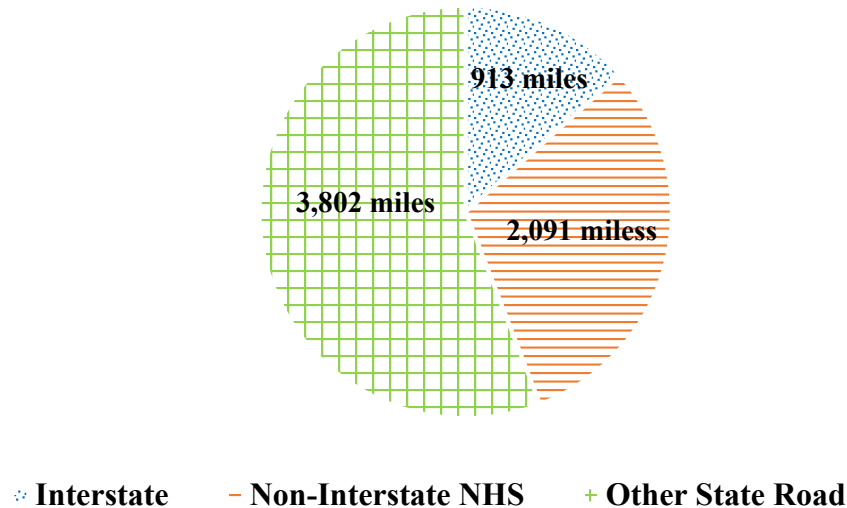 913 miles
3,802 miles
2,091 miless
Interstate
Non-Interstate NHS
Other State Road